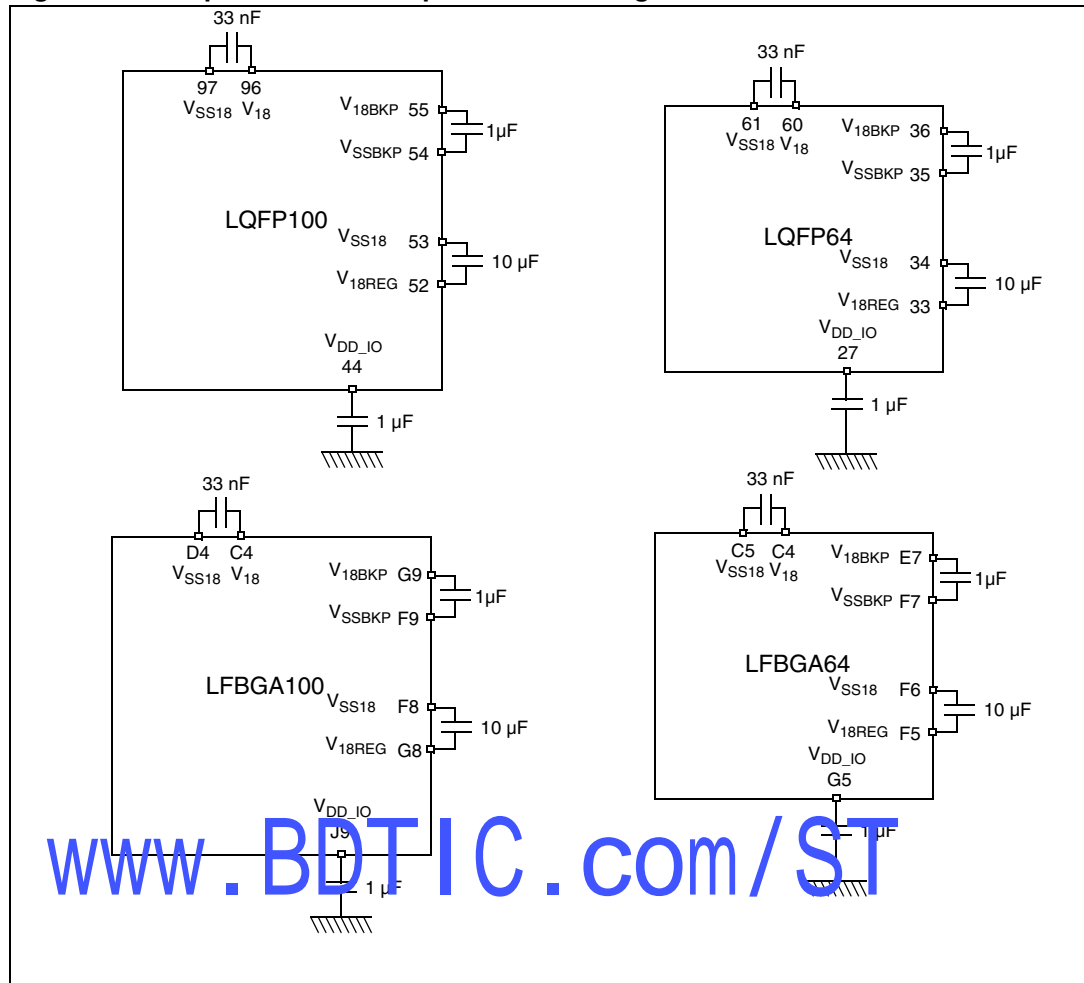 33 nF
97 96
VSS18 V18
V18BKP 55
1µF
VSSBKP 54
LQFP100
VSS18 53
10 µF
V18REG 52
VDD_IO
44
1 µF
33 nF
61 60
VSS18 V18
V18BKP 36
1µF
VSSBKP 35
LQFP64
VSS18 34
10 µF
V18REG 33
VDD_IO
27
1 µF
33 nF
D4 C4
VSS18 V18
V18BKP G9
1µF
VSSBKP F9
LFBGA100
VSS18 F8
10 µF
V18REG G8
VDD_IO
J9
1 µF
33 nF
C5 C4
VSS18 V18
V18BKP E7
1µF
VSSBKP F7
LFBGA64
VSS18 F6
10 µF
V18REG F5
VDD_IO
G5
1 µF
www.BDTIC.com/ST